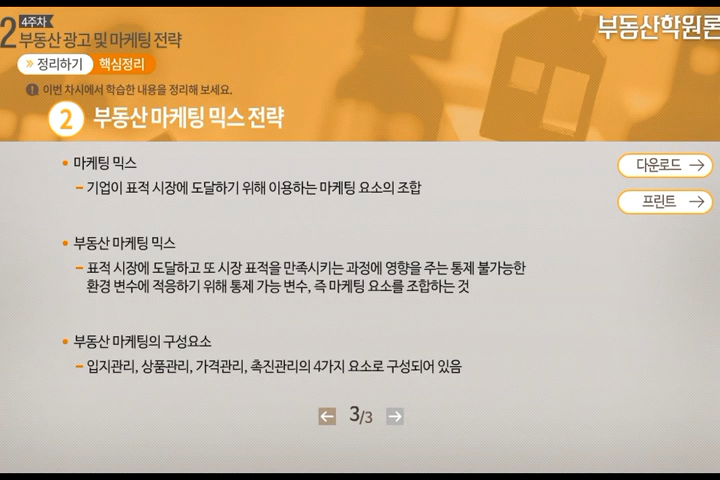 2
4주차
부동산 광고 및 마케팅 전략
부동산학원론
» 정리하기 핵심정리
! 이번 차시에서 학습한 내용을 정리해 보세요.
2 부동산 마케팅 믹스 전략
• 마케팅 믹스
– 기업이 표적 시장에 도달하기 위해 이용하는 마케팅 요소의 조합
다운로드 →
프린트 →
• 부동산 마케팅 믹스
– 표적 시장에 도달하고 또 시장 표적을 만족시키는 과정에 영향을 주는 통제 불가능한
환경 변수에 적응하기 위해 통제 가능 변수, 즉 마케팅 요소를 조합하는 것
• 부동산 마케팅의 구성요소
– 입지관리, 상품관리, 가격관리, 촉진관리의 4가지 요소로 구성되어 있음
← 3/3 →